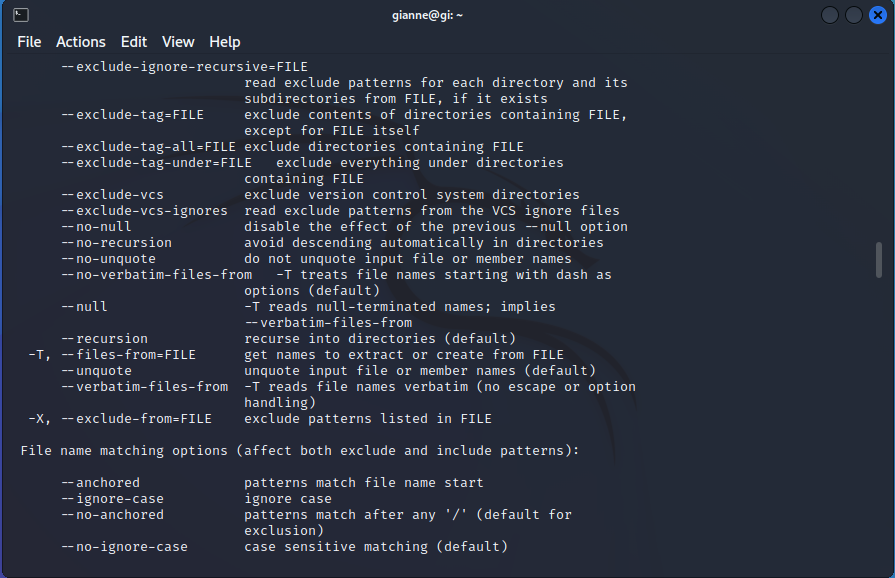 gianne@gi: ~
File Actions Edit View Help
--exclude-ignore-recursive=FILE
read exclude patterns for each directory and its
subdirectories from FILE, if it exists
--exclude-tag=FILE exclude contents of directories containing FILE,
except for FILE itself
--exclude-tag-all=FILE exclude directories containing FILE
--exclude-tag-under=FILE exclude everything under directories
containing FILE
--exclude-vcs exclude version control system directories
--exclude-vcs-ignores read exclude patterns from the VCS ignore files
--no-null disable the effect of the previous --null option
--no-recursion avoid descending automatically in directories
--no-unquote do not unquote input file or member names
--no-verbatim-files-from -T treats file names starting with dash as
options (default)
--null -T reads null-terminated names; implies
--verbatim-files-from
--recursion recurse into directories (default)
-T, --files-from=FILE get names to extract or create from FILE
--unquote unquote input file or member names (default)
--verbatim-files-from -T reads file names verbatim (no escape or option
handling)
-X, --exclude-from=FILE exclude patterns listed in FILE
File name matching options (affect both exclude and include patterns):
--anchored patterns match file name start
--ignore-case ignore case
--no-anchored patterns match after any '/' (default for
exclusion)
--no-ignore-case case sensitive matching (default)